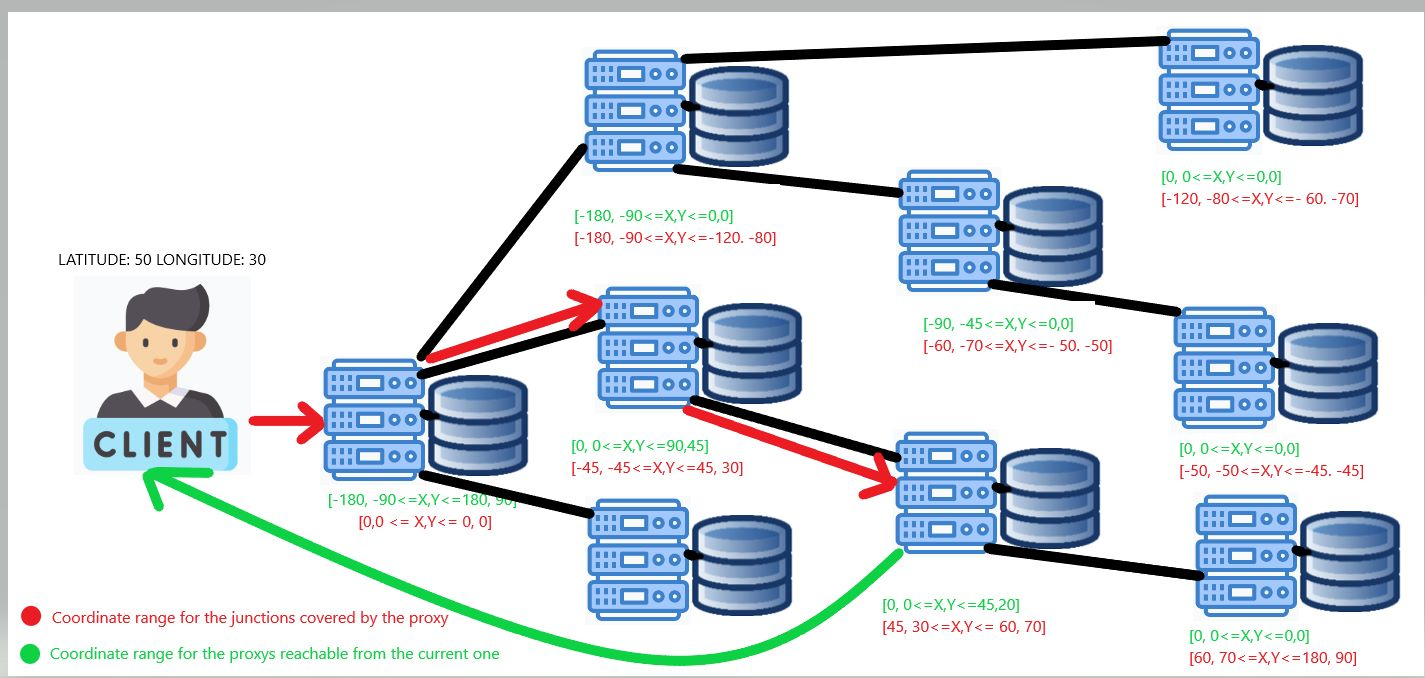 [0, 0<=X,Y<=0,0]
[-120, -80<=X,Y<=- 60. -70]
[-180, -90<=X,Y<=0,0]
[-180, -90<=X,Y<=-120. -80]
LATITUDE: 50 LONGITUDE: 30
CLIENT
[-90, -45<=X,Y<=0,0]
[-60, -70<=X,Y<=- 50. -50]
[0, 0<=X,Y<=90,45]
[-45, -45<=X,Y<=45, 30]
[0, 0<=X,Y<=0,0]
[-50, -50<=X,Y<=-45. -45]
[-180, -90<=X,Y<=180, 90]
[0,0 <= X,Y<= 0, 0]
[0, 0<=X,Y<=45,20]
[45, 30<=X,Y<= 60, 70]
[0, 0<=X,Y<=0,0]
[60, 70<=X,Y<=180, 90]
Coordinate range for the junctions covered by the proxy
Coordinate range for the proxys reachable from the current one